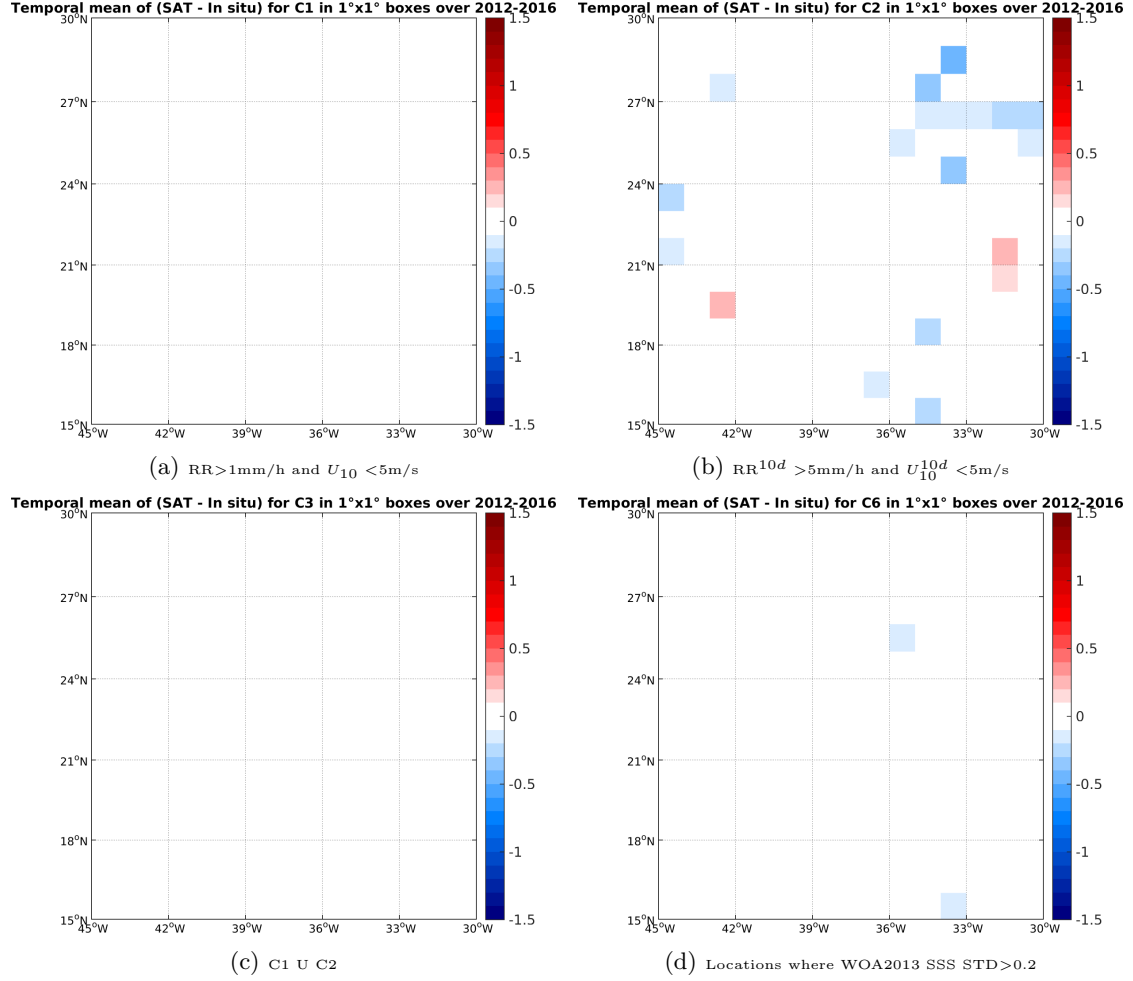 Temporal mean of (SAT - In situ) for C1 in 1°x1° boxes over 2012-2016
30°N
27°N
24°N
21°N
18°N
15°N
45°W 42°W 39°W 36°W 33°W 30°W
1.5
1
0.5
0
-0.5
-1
-1.5
(a) RR>1mm/h and U10 <5m/s
Temporal mean of (SAT - In situ) for C2 in 1°x1° boxes over 2012-2016
30°N
27°N
24°N
21°N
18°N
15°N
45°W 42°W 39°W 36°W 33°W 30°W
1.5
1
0.5
0
-0.5
-1
-1.5
(b) RR10d >5mm/h and U10 10d <5m/s
Temporal mean of (SAT - In situ) for C3 in 1°x1° boxes over 2012-2016
30°N
27°N
24°N
21°N
18°N
15°N
45°W 42°W 39°W 36°W 33°W 30°W
1.5
1
0.5
0
-0.5
-1
-1.5
(c) C1 U C2
Temporal mean of (SAT - In situ) for C6 in 1°x1° boxes over 2012-2016
30°N
27°N
24°N
21°N
18°N
15°N
45°W 42°W 39°W 36°W 33°W 30°W
1.5
1
0.5
0
-0.5
-1
-1.5
(d) Locations where WOA2013 SSS STD>0.2